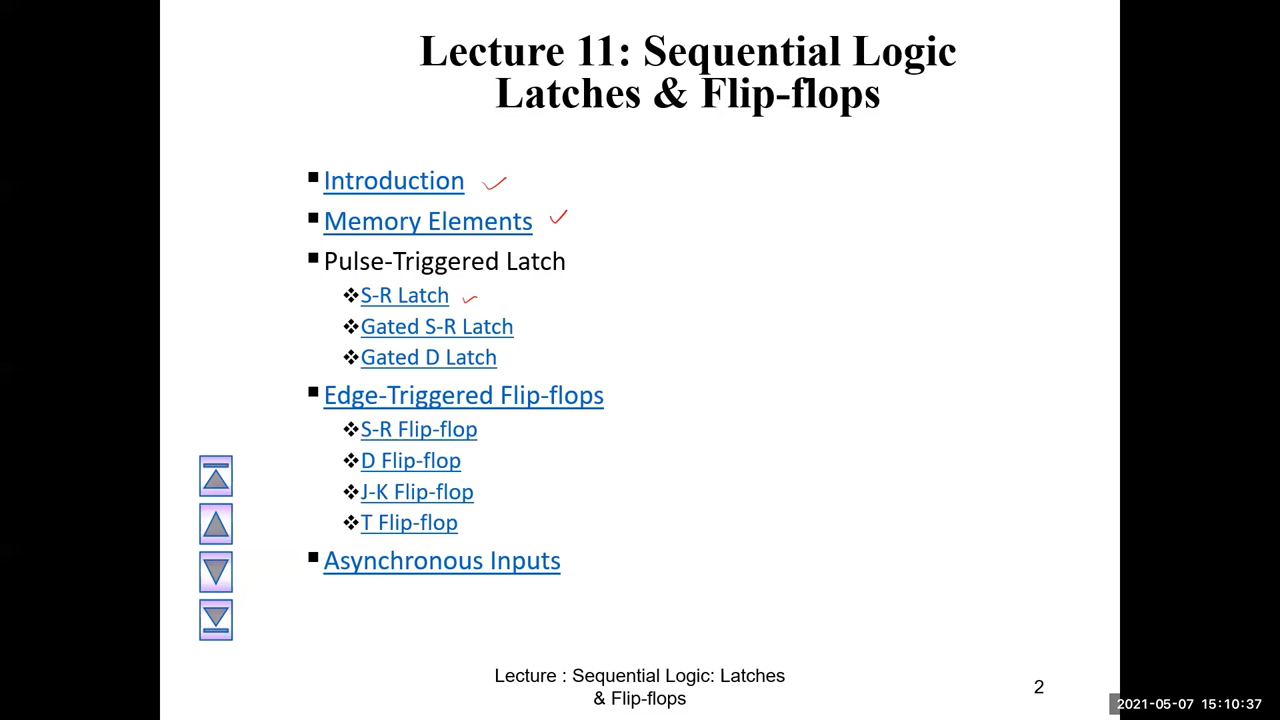 Lecture 11: Sequential Logic
Latches & Flip-flops
Introduction
Memory Elements
Pulse-Triggered Latch
S-R Latch
Gated S-R Latch
Gated D Latch
Edge-Triggered Flip-flops
S-R Flip-flop
D Flip-flop
J-K Flip-flop
T Flip-flop
Asynchronous Inputs
Lecture : Sequential Logic: Latches
& Flip-flops
2
2021-05-07 15:10:37